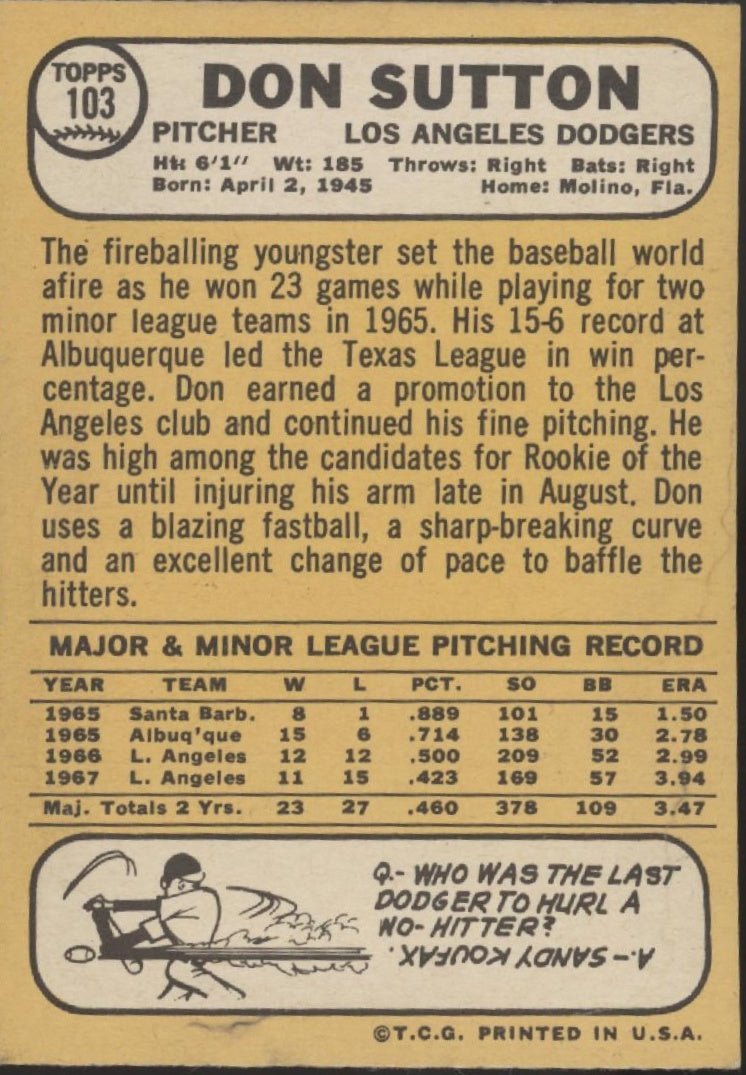 TOPPS
103
DON SUTTON
PITCHER LOS ANGELES DODGERS
Ht: 6'1" Wt: 185 Throws: Right Bats: Right
Born: April 2, 1945 Home: Molino, Fla.
The fireballing youngster set the baseball world
afire as he won 23 games while playing for two
minor league teams in 1965. His 15-6 record at
Albuquerque led the Texas League in win per-
centage. Don earned a promotion to the Los
Angeles club and continued his fine pitching. He
was high among the candidates for Rookie of the
Year until injuring his arm late in August. Don
uses a blazing fastball, a sharp-breaking curve
and an excellent change of pace to baffle the
hitters.
MAJOR & MINOR LEAGUE PITCHING RECORD
YEAR TEAM W L PCT. SO BB ERA
1965 Santa Barb. 8 1 .889 101 15 1.50
1965 Albuq'que 15 6 .714 138 30 2.78
1966 L. Angeles 12 12 .500 209 52 2.99
1967 L. Angeles 11 15 .423 169 57 3.94
Maj. Totals 2 Yrs. 23 27 .460 378 109 3.47
Q.- WHO WAS THE LAST
DODGER TO HURL A
NO-HITTER?
A.- SANDY KOUFAX.
©T.C.G. PRINTED IN U.S.A.